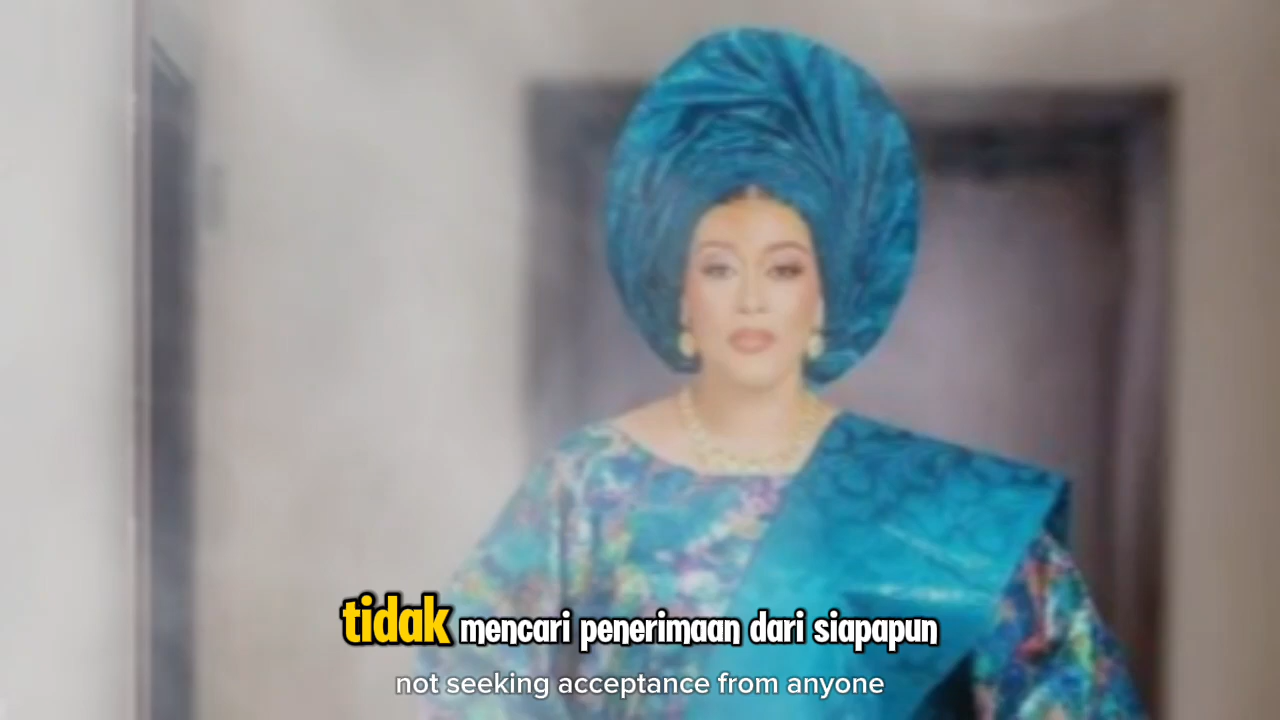 tidak mencari penerimaan dari siapapun
not seeking acceptance from anyone